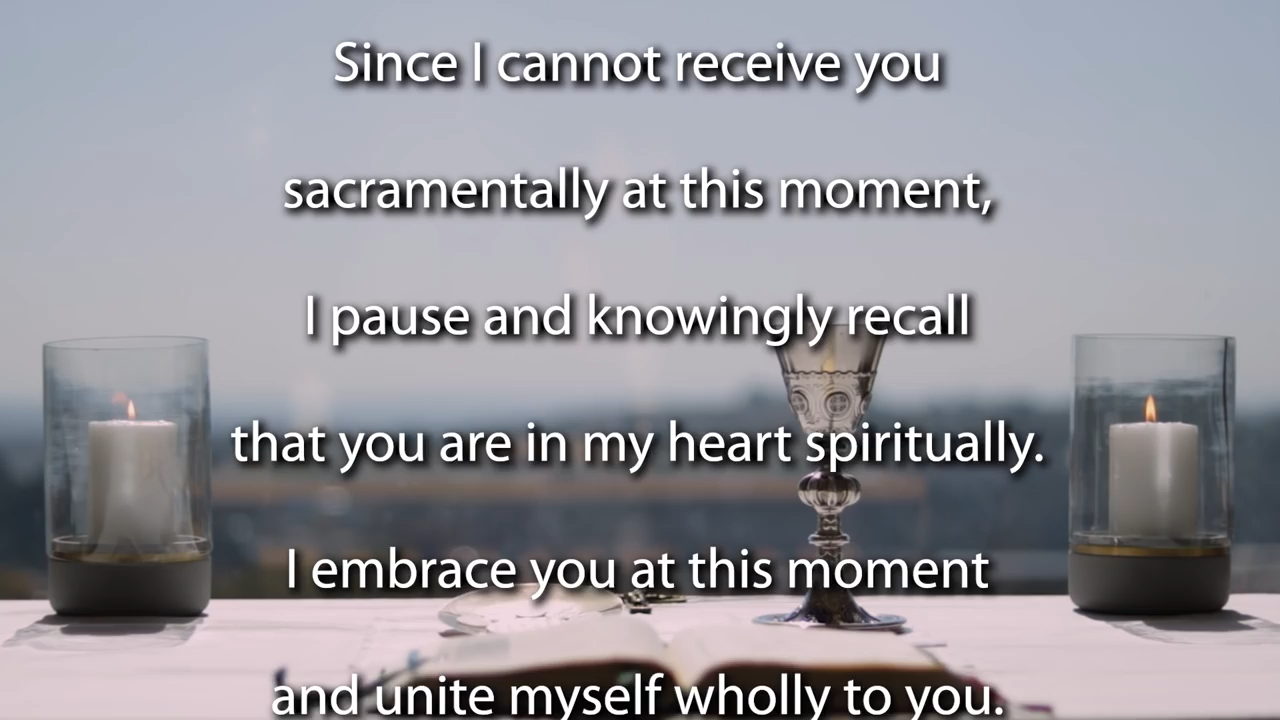 Since I cannot receive you
sacramentally at this moment,
I pause and knowingly recall
that you are in my heart spiritually.
I embrace you at this moment
and unite myself wholly to you.